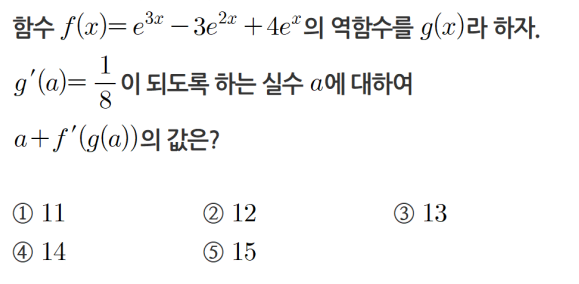 함수 f(x)=e^{3x}-3e^{2x}+4e^{x}의 역함수를 g(x)라 하자.
g′(a)=\frac{1}{8}이 되도록 하는 실수 a에 대하여
a+f′(g(a))의 값은?
① 11 ② 12 ③ 13
④ 14 ⑤ 15